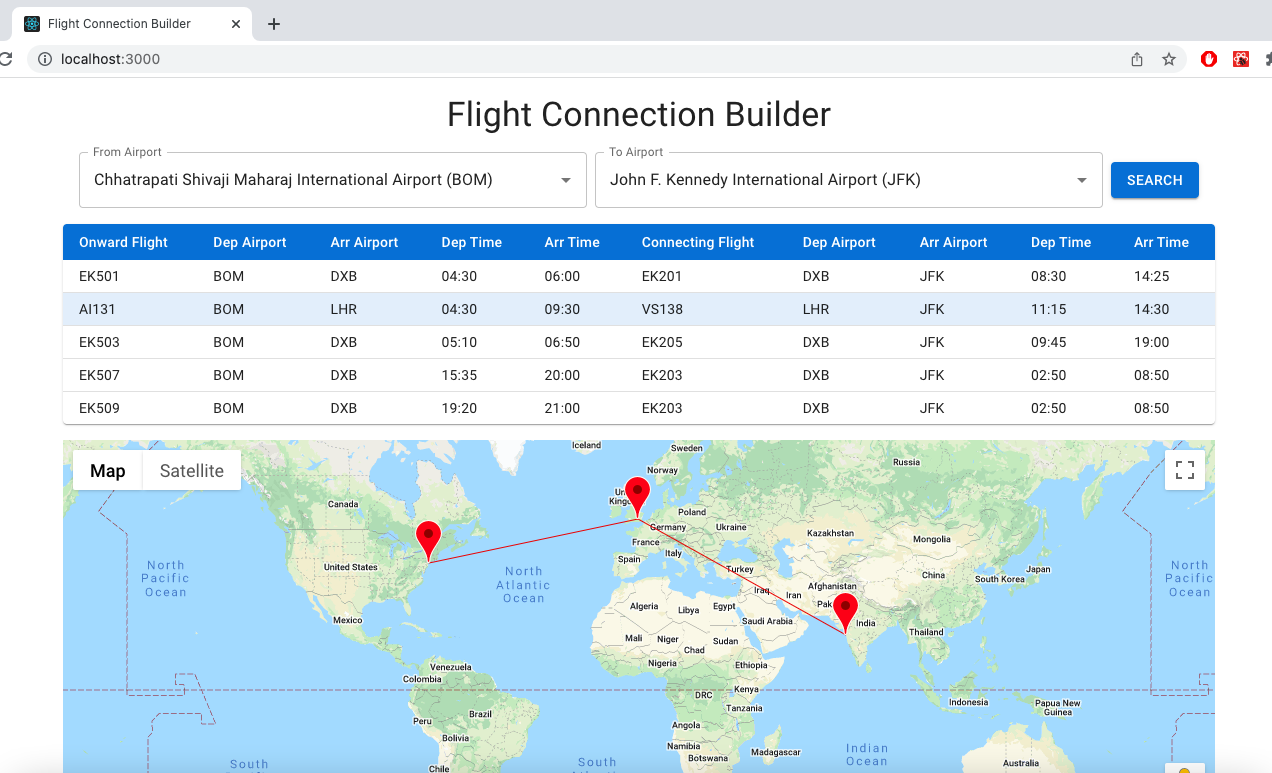 Flight Connection Builder
localhost:3000
Flight Connection Builder
From Airport
Chhatrapati Shivaji Maharaj International Airport (BOM)
To Airport
John F. Kennedy International Airport (JFK)
SEARCH
Onward Flight Dep Airport Arr Airport Dep Time Arr Time Connecting Flight Dep Airport Arr Airport Dep Time Arr Time
EK501 BOM DXB 04:30 06:00 EK201 DXB JFK 08:30 14:25
AI131 BOM LHR 04:30 09:30 VS138 LHR JFK 11:15 14:30
EK503 BOM DXB 05:10 06:50 EK205 DXB JFK 09:45 19:00
EK507 BOM DXB 15:35 20:00 EK203 DXB JFK 02:50 08:50
EK509 BOM DXB 19:20 21:00 EK203 DXB JFK 02:50 08:50
Map Satellite
Iceland
Sweden
Norway
Russia
Canada
Poland
Germany
Ukraine
Kazakhstan
France
Mongolia
Italy
Spain
United States
North
Pacific
Ocean
North
Atlantic
Ocean
Turkey
China
Japan
South Korea
North
Pacific
Ocean
Afghanistan
Iraq
Iran
Algeria
Libya
Egypt
Mexico
Saudi Arabia
India
Thailand
Mali
Niger
Chad
Sudan
Nigeria
Ethiopia
Venezuela
Colombia
DRC
Kenya
Indonesia
Papua New
Guinea
Tanzania
Peru
Brazil
Angola
Bolivia
Namibia
Madagascar
Botswana
Indian
Ocean
Chile
South
South
Australia